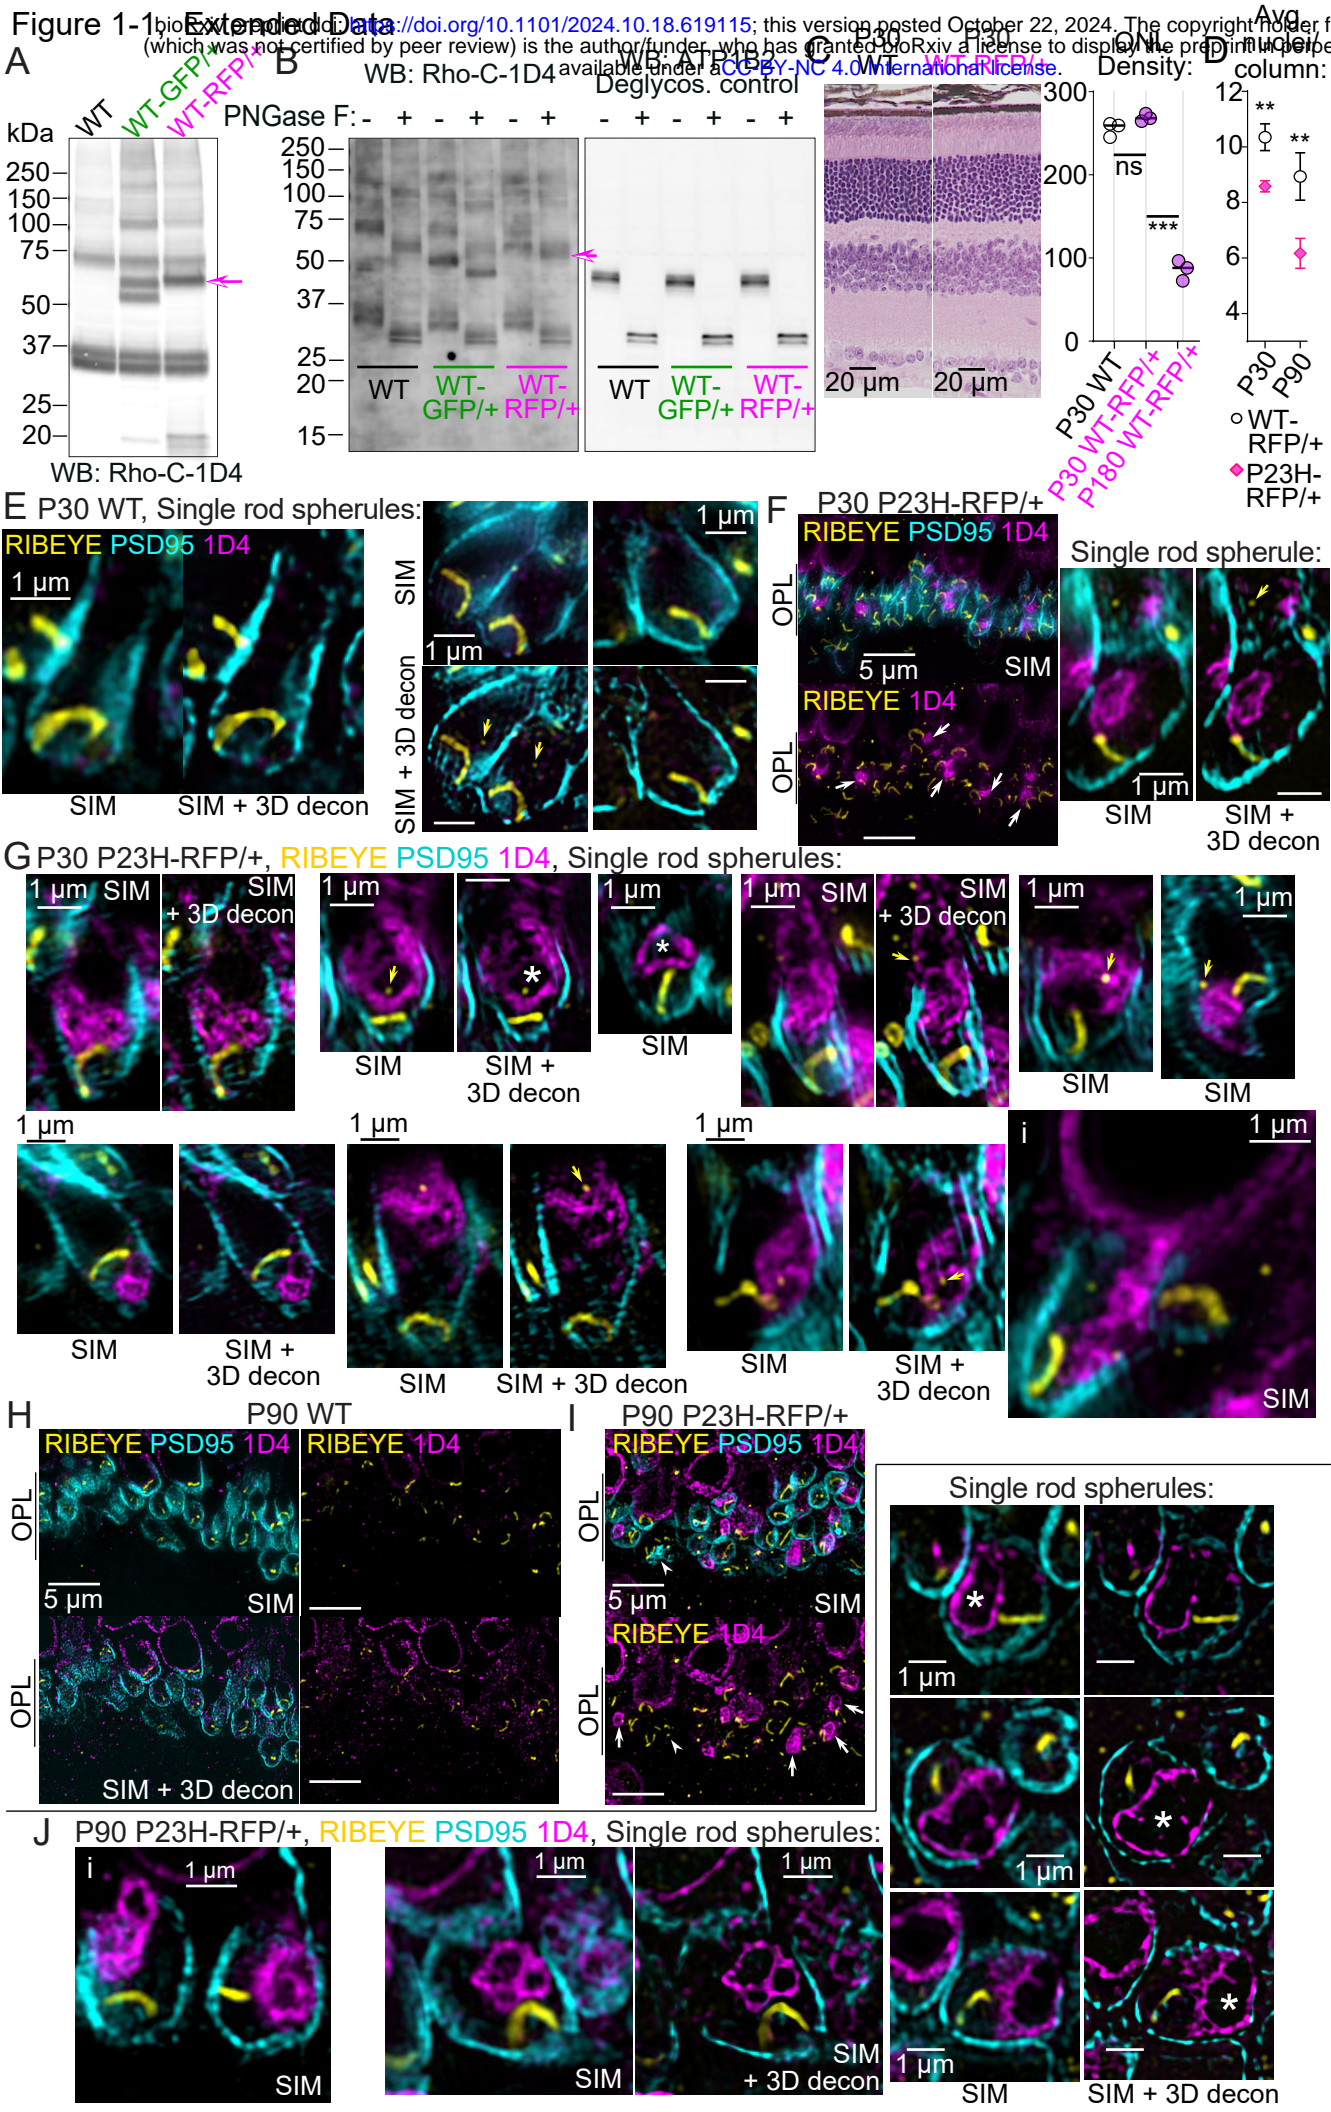 Figure 1-1, Extended Data
bioRxiv preprint doi: https://doi.org/10.1101/2024.10.18.619115; this version posted October 22, 2024. The copyright holder f
(which was not certified by peer review) is the author/funder, who has granted bioRxiv a license to display the preprint in perpe
available under aCC-BY-NC 4.0 International license.
A
WT
WT-GFP/+
WT-RFP/+
kDa
250
150
100
75
50
37
25
20
WB: Rho-C-1D4
B
WB: Rho-C-1D4
WB: ATP1B2
Deglycos. control
PNGase F: - + - + - + - + - + - +
250
150
100
75
50
37
25
20
15
WT
WT-
GFP/+
WT-
RFP/+
WT
WT-
GFP/+
WT-
RFP/+
C
P30
WT
P30
WT-RFP/+
20 µm
20 µm
ONL
Density:
300
200
100
0
ns
***
P30 WT
P30 WT-RFP/+
P180 WT-RFP/+
D
Avg.
nuclei/
column:
12
10
8
6
4
**
**
P30
P90
WT-
RFP/+
P23H-
RFP/+
E P30 WT, Single rod spherules:
RIBEYE PSD95 1D4
1 µm
SIM
SIM + 3D decon
SIM
1 µm
1 µm
SIM + 3D decon
F P30 P23H-RFP/+
RIBEYE PSD95 1D4
OPL
5 µm
SIM
RIBEYE 1D4
OPL
Single rod spherule:
1 µm
SIM
SIM +
3D decon
G P30 P23H-RFP/+, RIBEYE PSD95 1D4, Single rod spherules:
1 µm SIM
SIM
+ 3D decon
1 µm
SIM
*
SIM +
3D decon
1 µm
*
SIM
1 µm SIM
SIM
+ 3D decon
1 µm
SIM
1 µm
SIM
1 µm
SIM
SIM +
3D decon
1 µm
SIM
SIM + 3D decon
1 µm
SIM
SIM +
3D decon
i
1 µm
SIM
H P90 WT
RIBEYE PSD95 1D4
RIBEYE 1D4
OPL
5 µm
SIM
OPL
SIM + 3D decon
I P90 P23H-RFP/+
RIBEYE PSD95 1D4
OPL
5 µm
SIM
RIBEYE 1D4
OPL
Single rod spherules:
*
1 µm
1 µm
*
1 µm
*
SIM
SIM + 3D decon
J P90 P23H-RFP/+, RIBEYE PSD95 1D4, Single rod spherules:
i
1 µm
SIM
1 µm
SIM
1 µm
SIM
+ 3D decon